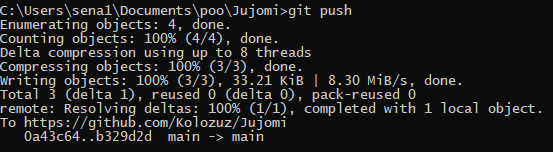 C:\Users\sena1\Documents\poo\Jujomi>git push
Enumerating objects: 4, done.
Counting objects: 100% (4/4), done.
Delta compression using up to 8 threads
Compressing objects: 100% (3/3), done.
Writing objects: 100% (3/3), 33.21 KiB | 8.30 MiB/s, done.
Total 3 (delta 1), reused 0 (delta 0), pack-reused 0
remote: Resolving deltas: 100% (1/1), completed with 1 local object.
To https://github.com/Kolozuz/Jujomi
   0a43c64..b329d2d  main -> main